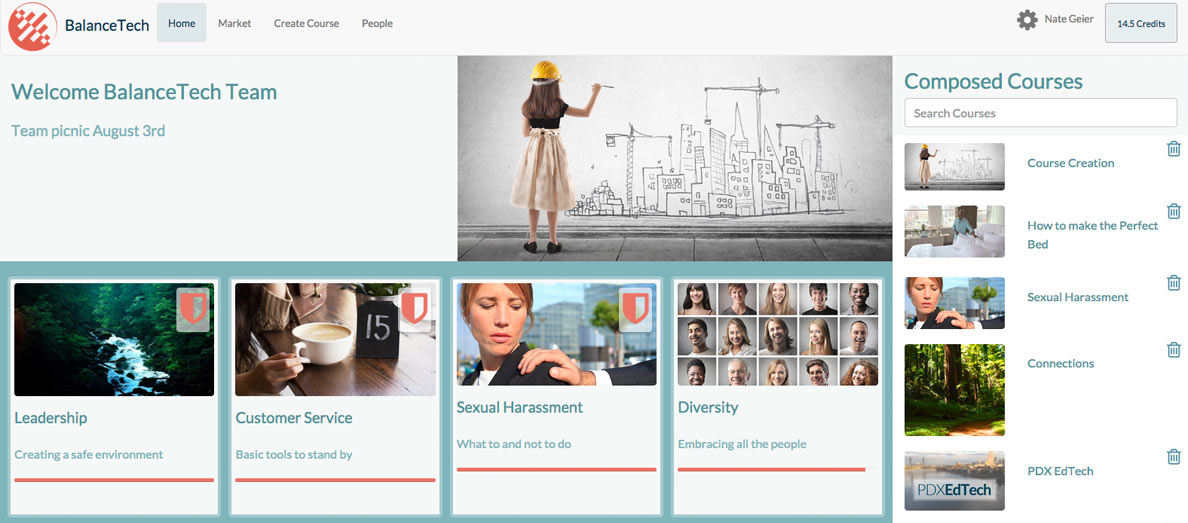 BalanceTech
Home
Market
Create Course
People
Nate Geier
14.5 Credits
Welcome BalanceTech Team
Team picnic August 3rd
Composed Courses
Search Courses
Course Creation
How to make the Perfect
Bed
Sexual Harassment
Connections
PDX EdTech
PDXEdTech
15
Leadership
Creating a safe environment
Customer Service
Basic tools to stand by
Sexual Harassment
What to and not to do
Diversity
Embracing all the people